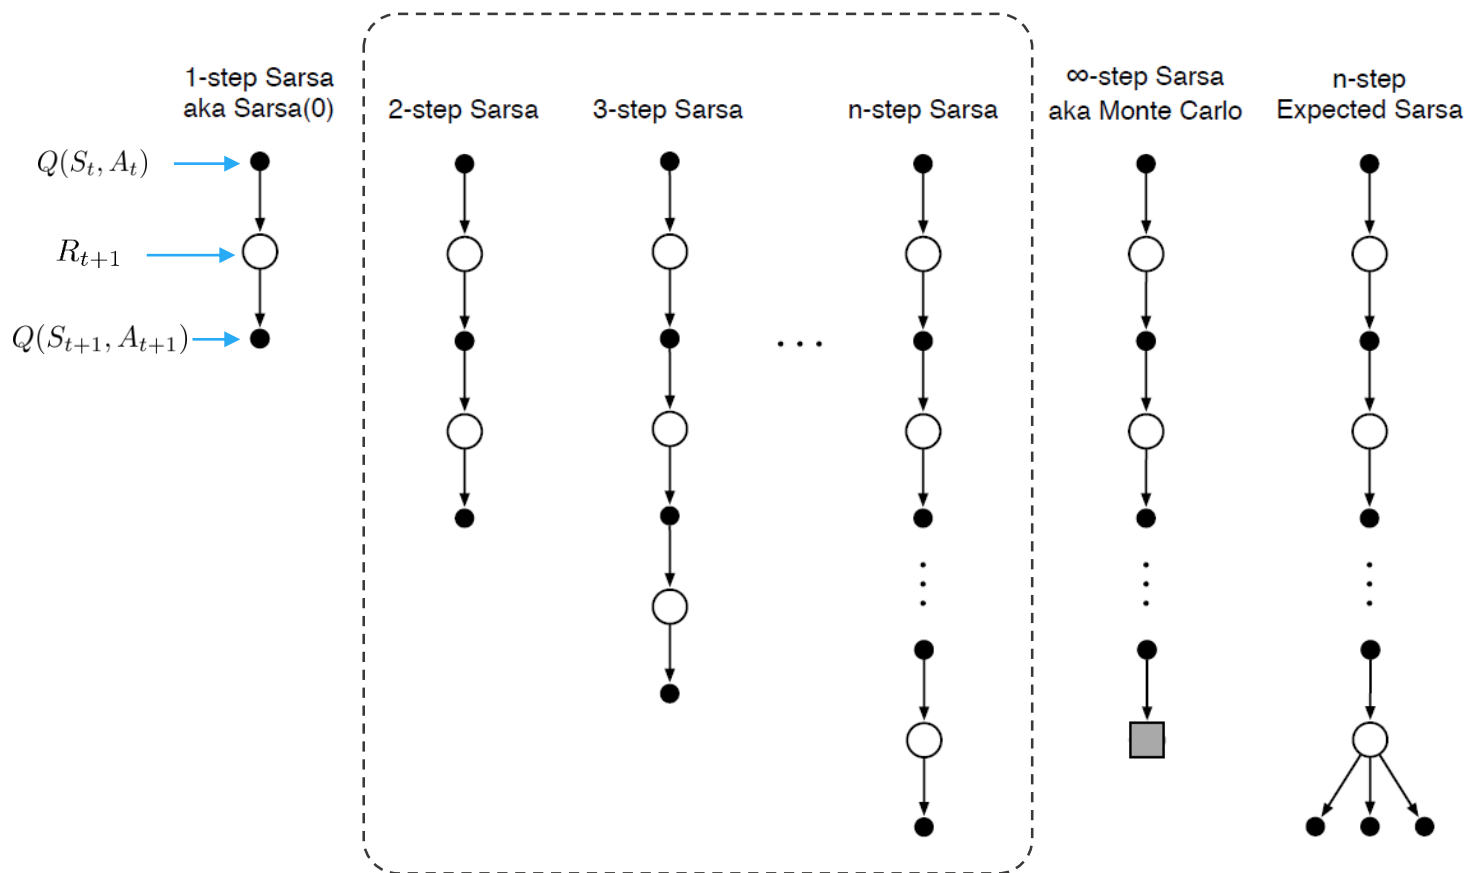 1-step Sarsa
aka Sarsa(0)
2-step Sarsa
3-step Sarsa
n-step Sarsa
∞-step Sarsa
aka Monte Carlo
n-step
Expected Sarsa
Q(S_t, A_t)
R_{t+1}
Q(S_{t+1}, A_{t+1})
...